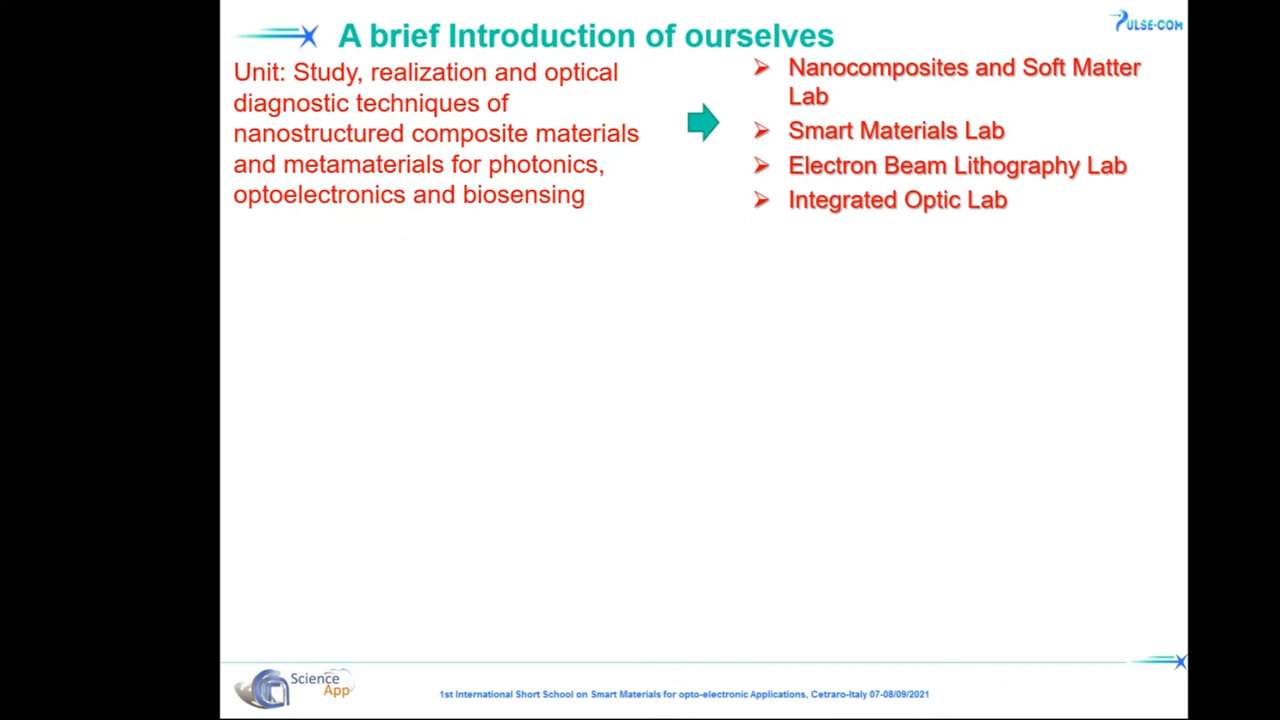 A brief Introduction of ourselves
PULSE-COM
Unit: Study, realization and optical
diagnostic techniques of
nanostructured composite materials
and metamaterials for photonics,
optoelectronics and biosensing
Nanocomposites and Soft Matter
Lab
Smart Materials Lab
Electron Beam Lithography Lab
Integrated Optic Lab
Science
App
1st International Short School on Smart Materials for opto-electronic Applications, Cetraro-Italy 07-08/09/2021